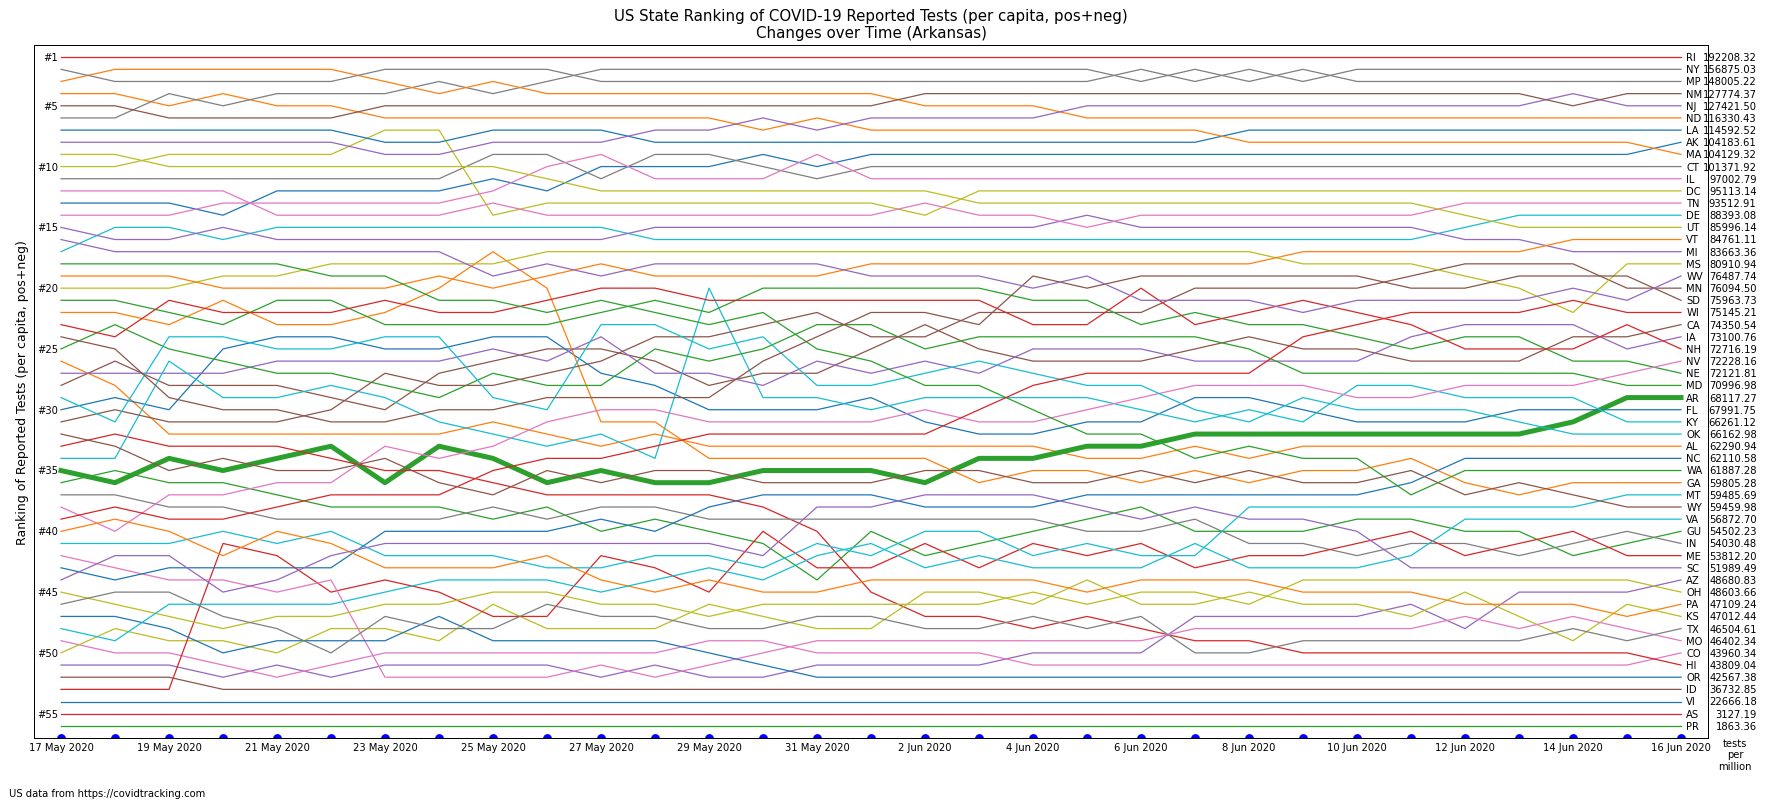 US State Ranking of COVID-19 Reported Tests (per capita, pos+neg)
Changes over Time (Arkansas)
Ranking of Reported Tests (per capita, pos+neg)
#1
#5
#10
#15
#20
#25
#30
#35
#40
#45
#50
#55
RI 192208.32
NY 156875.03
MP 148005.22
NM 127774.37
NJ 127421.50
ND 116330.43
LA 114592.52
AK 104183.61
MA 104129.32
CT 101371.92
IL 97002.79
DC 95113.14
TN 93512.91
DE 88393.08
UT 85996.14
VT 84761.11
MI 83663.36
MS 80910.94
WV 76487.74
MN 76094.50
SD 75963.73
WI 75145.21
CA 74350.54
IA 73100.76
NH 72716.19
NV 72228.16
NE 72121.81
MD 70996.98
AR 68117.27
FL 67991.75
KY 66261.12
OK 66162.98
AL 62290.94
NC 62110.58
WA 61887.28
GA 59805.28
MT 59485.69
WY 59459.98
VA 56872.70
GU 54502.23
IN 54030.48
ME 53812.20
SC 51989.49
AZ 48680.83
OH 48603.66
PA 47109.24
KS 47012.44
TX 46504.61
MO 46402.34
CO 43960.34
HI 43809.04
OR 42567.38
ID 36732.85
VI 22666.18
AS 3127.19
PR 1863.36
17 May 2020 19 May 2020 21 May 2020 23 May 2020 25 May 2020 27 May 2020 29 May 2020 31 May 2020 2 Jun 2020 4 Jun 2020 6 Jun 2020 8 Jun 2020 10 Jun 2020 12 Jun 2020 14 Jun 2020 16 Jun 2020
tests
per
million
US data from https://covidtracking.com